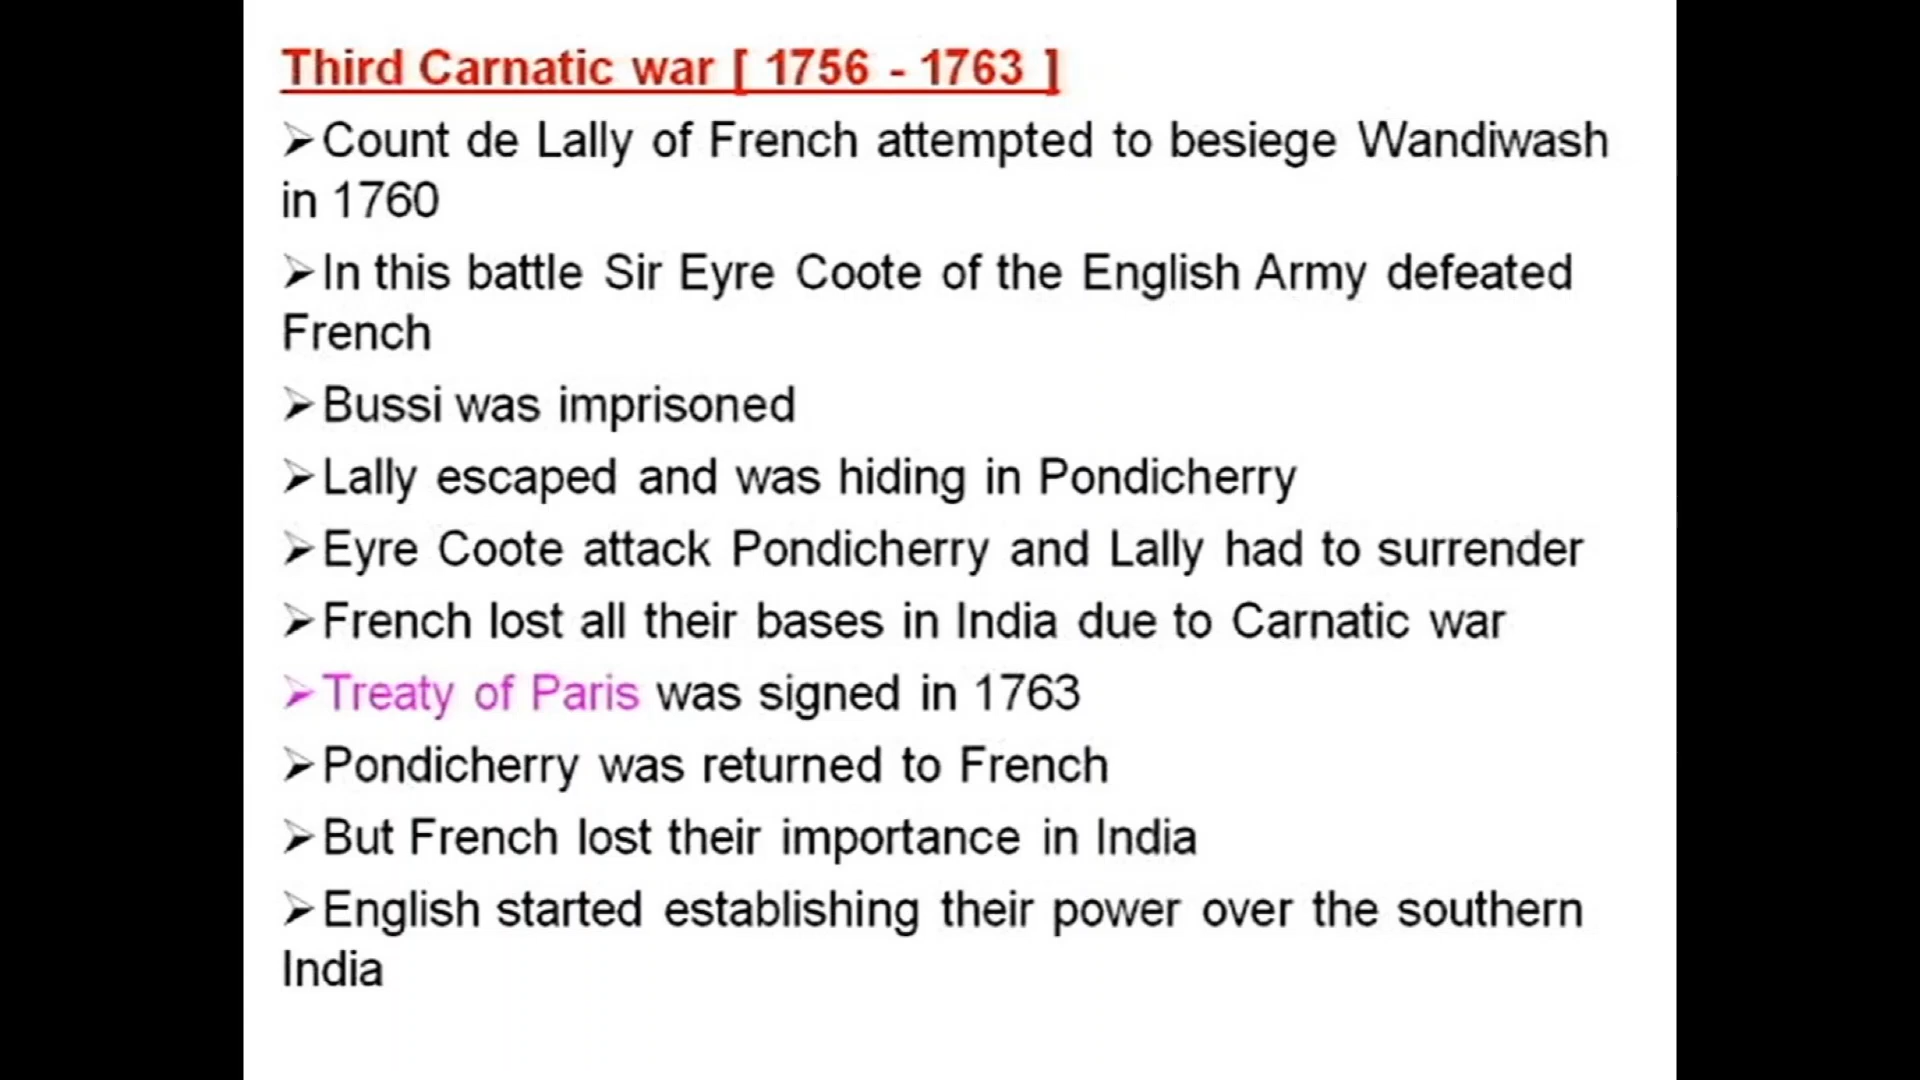 Third Carnatic war [ 1756 - 1763 ]
➢Count de Lally of French attempted to besiege Wandiwash
in 1760
➢In this battle Sir Eyre Coote of the English Army defeated
French
➢Bussi was imprisoned
➢Lally escaped and was hiding in Pondicherry
➢Eyre Coote attack Pondicherry and Lally had to surrender
➢French lost all their bases in India due to Carnatic war
➢Treaty of Paris was signed in 1763
➢Pondicherry was returned to French
➢But French lost their importance in India
➢English started establishing their power over the southern
India